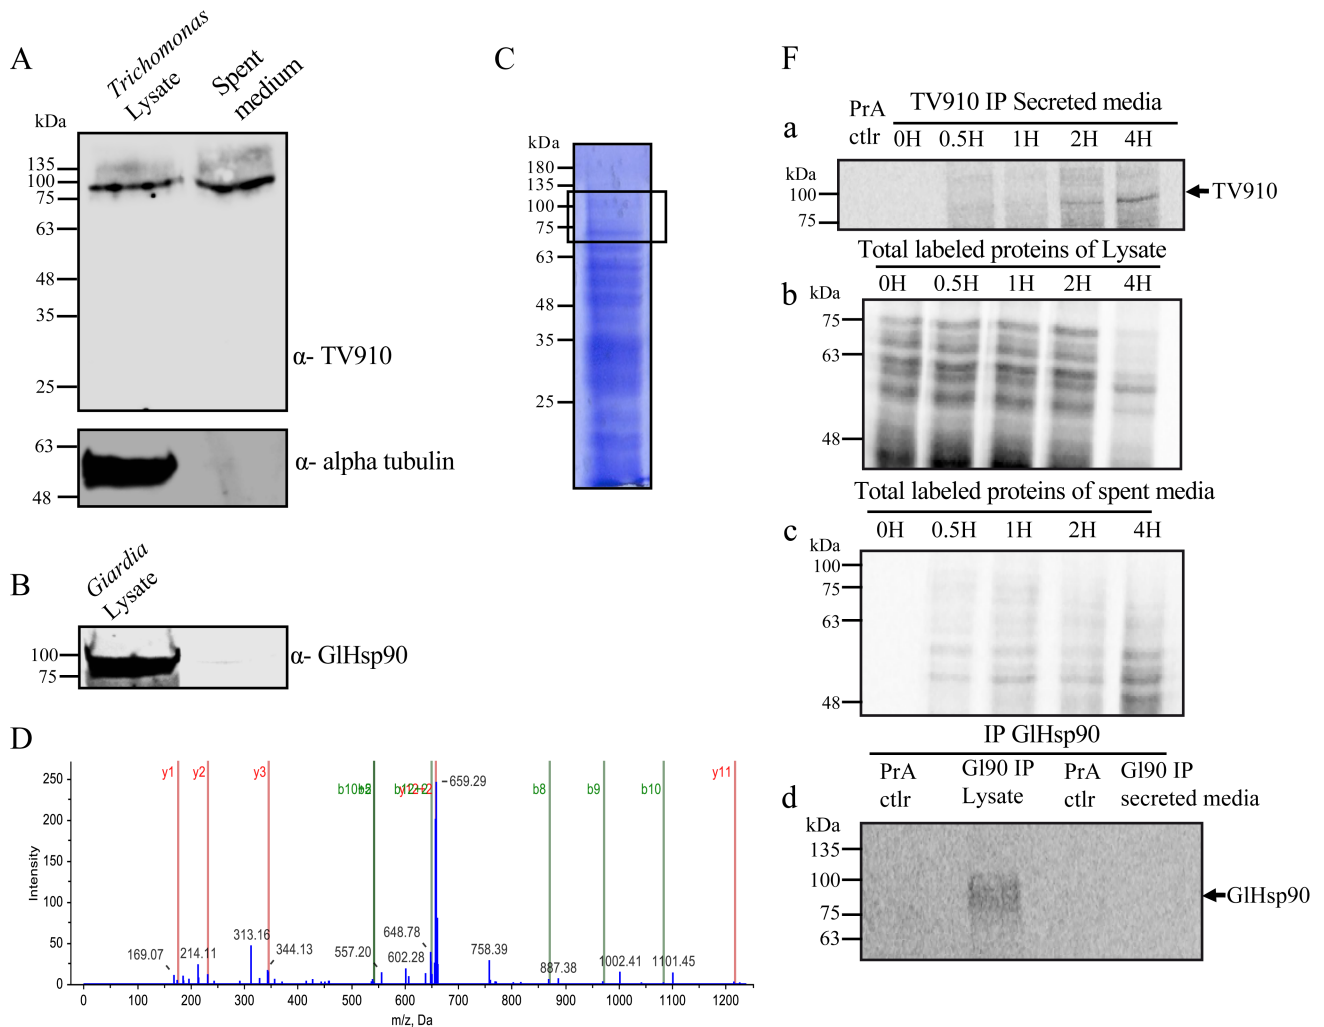 A
Trichomonas
Lysate
Spent
medium
kDa
135
100
75
63
48
35
25
α- TV910
63
48
α- alpha tubulin
B
Giardia
Lysate
100
75
α- GlHsp90
C
kDa
180
135
100
75
63
48
35
25
D
y1
y2
y3
b8
b9
b10
y11
659.29
169.07
214.11
313.16
344.13
557.20
648.78
602.28
758.39
887.38
1002.41
1101.45
Intensity
250
200
150
100
50
0
0 100 200 300 400 500 600 700 800 900 1000 1100 1200
m/z, Da
F
a
PrA
ctlr
TV910 IP Secreted media
0H 0.5H 1H 2H 4H
kDa
100
75
TV910
Total labeled proteins of Lysate
0H 0.5H 1H 2H 4H
b
kDa
75
63
48
Total labeled proteins of spent media
0H 0.5H 1H 2H 4H
c
kDa
100
75
63
48
IP GlHsp90
PrA
ctlr
Gl90 IP
Lysate
PrA
ctlr
Gl90 IP
secreted media
d
kDa
135
100
75
63
GlHsp90